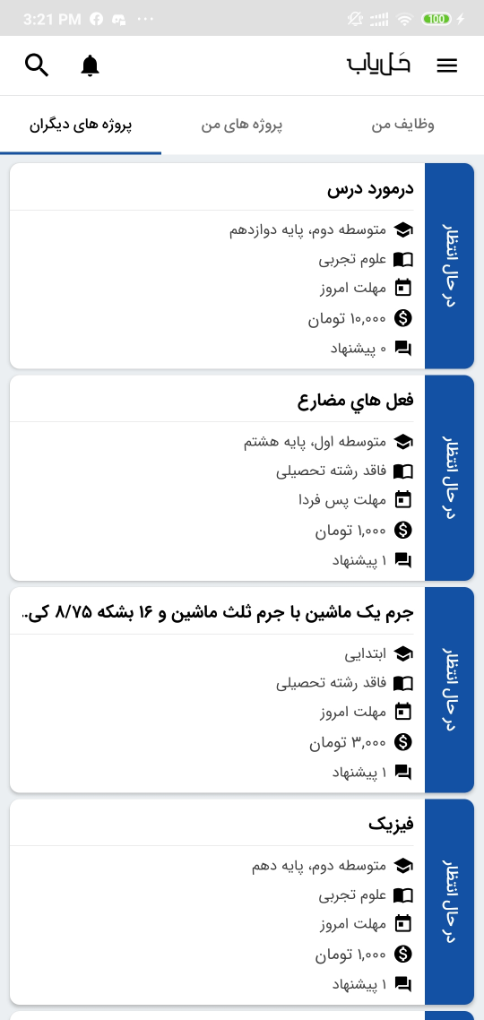 3:21 PM
100
حَل‌یاب
وظایف من
پروژه های من
پروژه های دیگران
درمورد درس
متوسطه دوم، پایه دوازدهم
علوم تجربی
مهلت امروز
۱۰,۰۰۰ تومان
۰ پیشنهاد
در حال انتظار
فعل هاي مضارع
متوسطه اول، پایه هشتم
فاقد رشته تحصیلی
مهلت پس فردا
۱,۰۰۰ تومان
۱ پیشنهاد
در حال انتظار
جرم یک ماشین با جرم ثلث ماشین و ۱۶ بشکه ۸/۷۵ کی..
ابتدایی
فاقد رشته تحصیلی
مهلت امروز
۳,۰۰۰ تومان
۱ پیشنهاد
در حال انتظار
فیزیک
متوسطه دوم، پایه دهم
علوم تجربی
مهلت امروز
۱,۰۰۰ تومان
۱ پیشنهاد
در حال انتظار